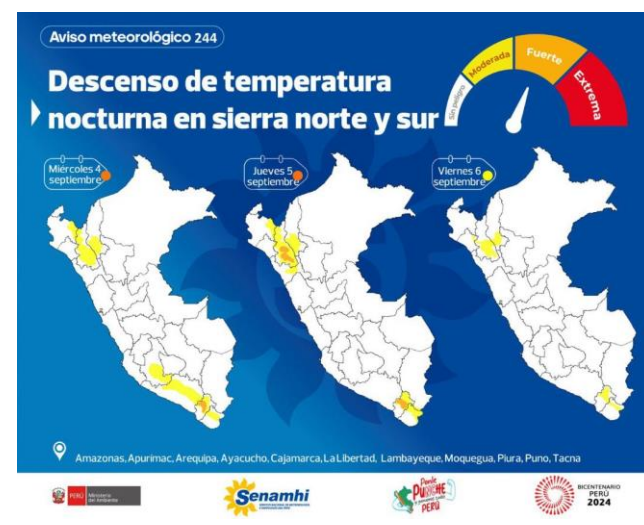 Aviso meteorológico 244
Descenso de temperatura
nocturna en sierra norte y sur
Sin peligro
Moderada
Fuerte
Extrema
Miércoles 4
septiembre
Jueves 5
septiembre
Viernes 6
septiembre
Amazonas, Apurimac, Arequipa, Ayacucho, Cajamarca, La Libertad, Lambayeque, Moquegua, Piura, Puno, Tacna
PERÚ
Ministerio
del Ambiente
Senamhi
Ponte
PERÚ
BICENTENARIO
PERÚ
2024